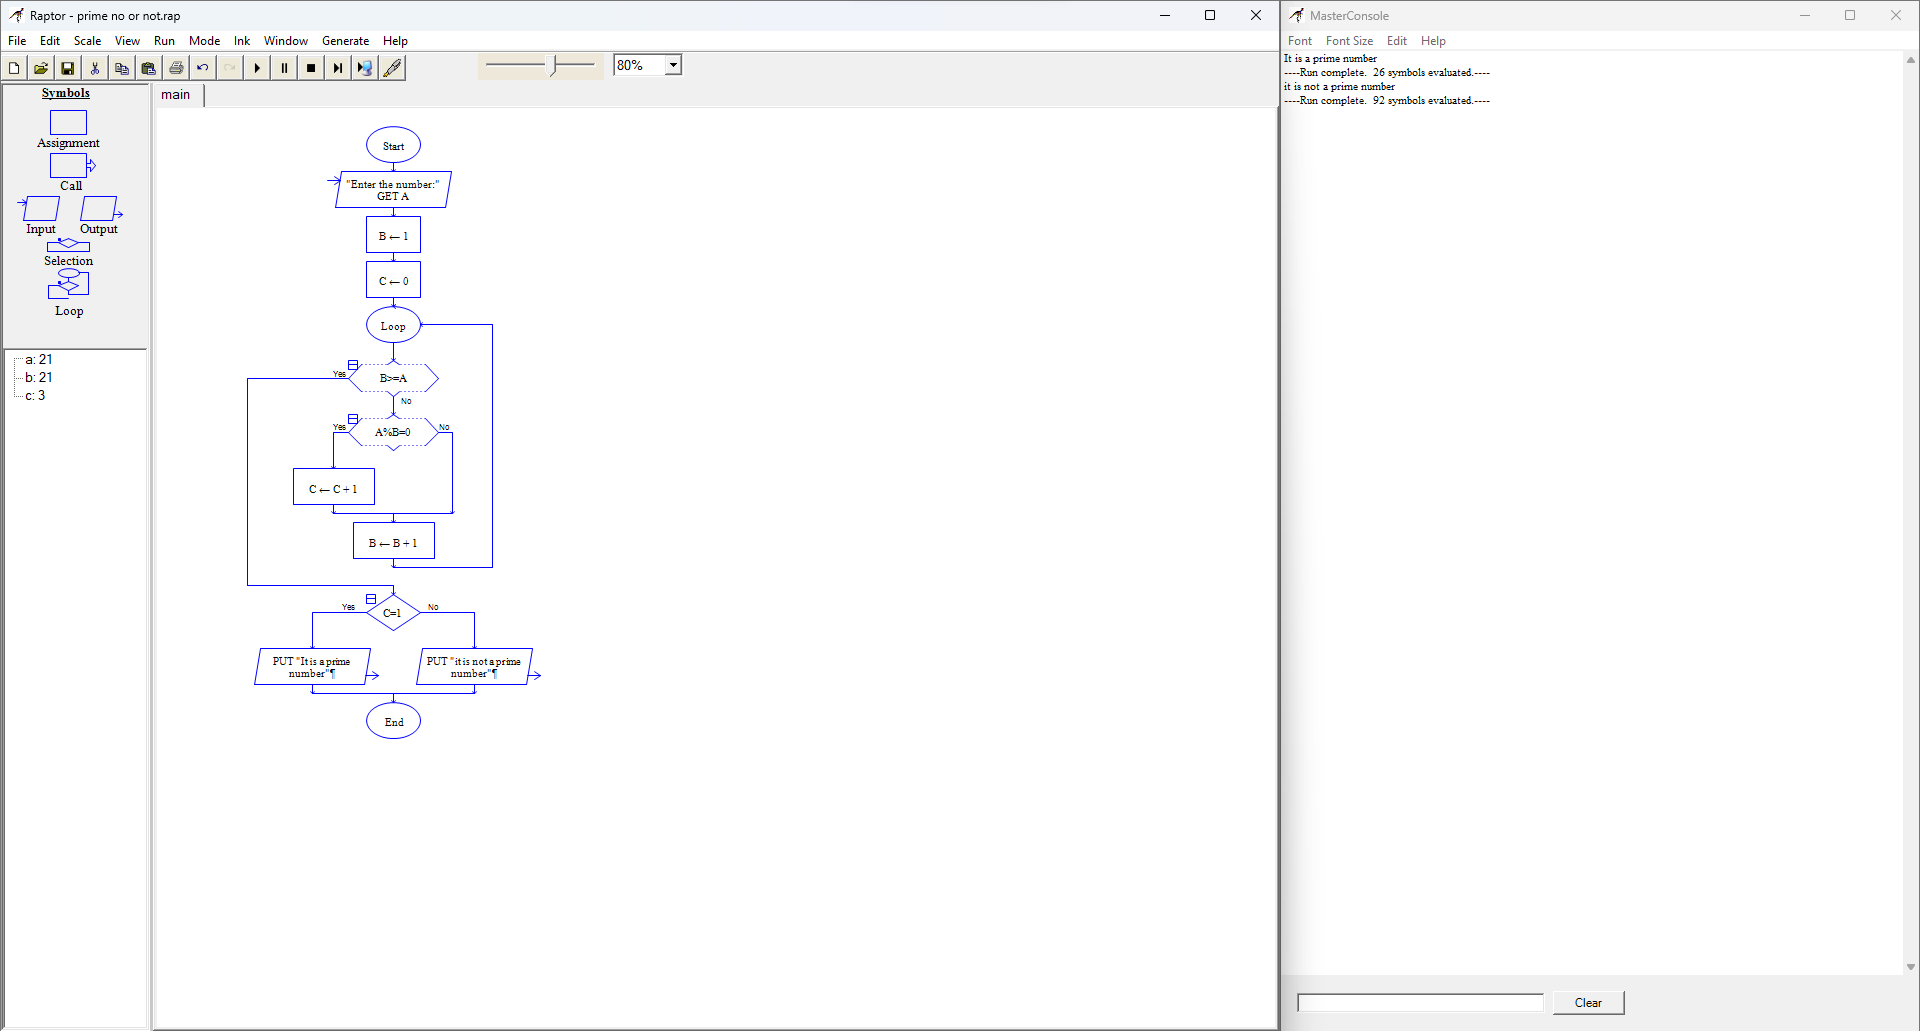 Raptor - prime no or not.rap
File Edit Scale View Run Mode Ink Window Generate Help
80%
Symbols
Assignment
Call
Input Output
Selection
Loop
a: 21
b: 21
c: 3
main
Start
"Enter the number:"
GET A
B ← 1
C ← 0
Loop
Yes
B>=A
No
Yes
A%B=0
No
C ← C + 1
B ← B + 1
Yes
C=1
No
PUT "It is a prime
number"¶
PUT "it is not a prime
number"¶
End
MasterConsole
Font Font Size Edit Help
It is a prime number
----Run complete. 26 symbols evaluated.----
it is not a prime number
----Run complete. 92 symbols evaluated.----
Clear